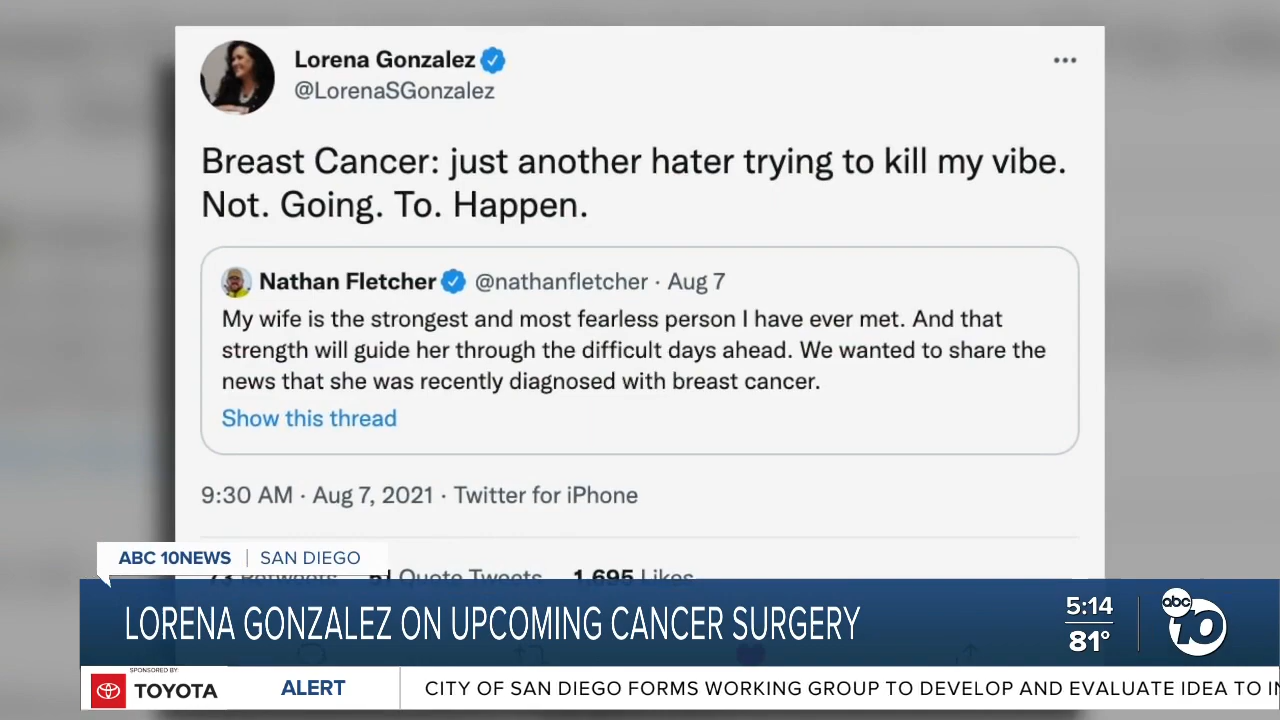 Lorena Gonzalez
@LorenaSGonzalez
Breast Cancer: just another hater trying to kill my vibe.
Not. Going. To. Happen.
Nathan Fletcher @nathanfletcher · Aug 7
My wife is the strongest and most fearless person I have ever met. And that
strength will guide her through the difficult days ahead. We wanted to share the
news that she was recently diagnosed with breast cancer.
Show this thread
9:30 AM · Aug 7, 2021 · Twitter for iPhone
Retweets Quote Tweets 1,695 Likes
ABC 10NEWS | SAN DIEGO
LORENA GONZALEZ ON UPCOMING CANCER SURGERY
5:14
81°
abc 10
SPONSORED BY:
TOYOTA
ALERT
CITY OF SAN DIEGO FORMS WORKING GROUP TO DEVELOP AND EVALUATE IDEA TO